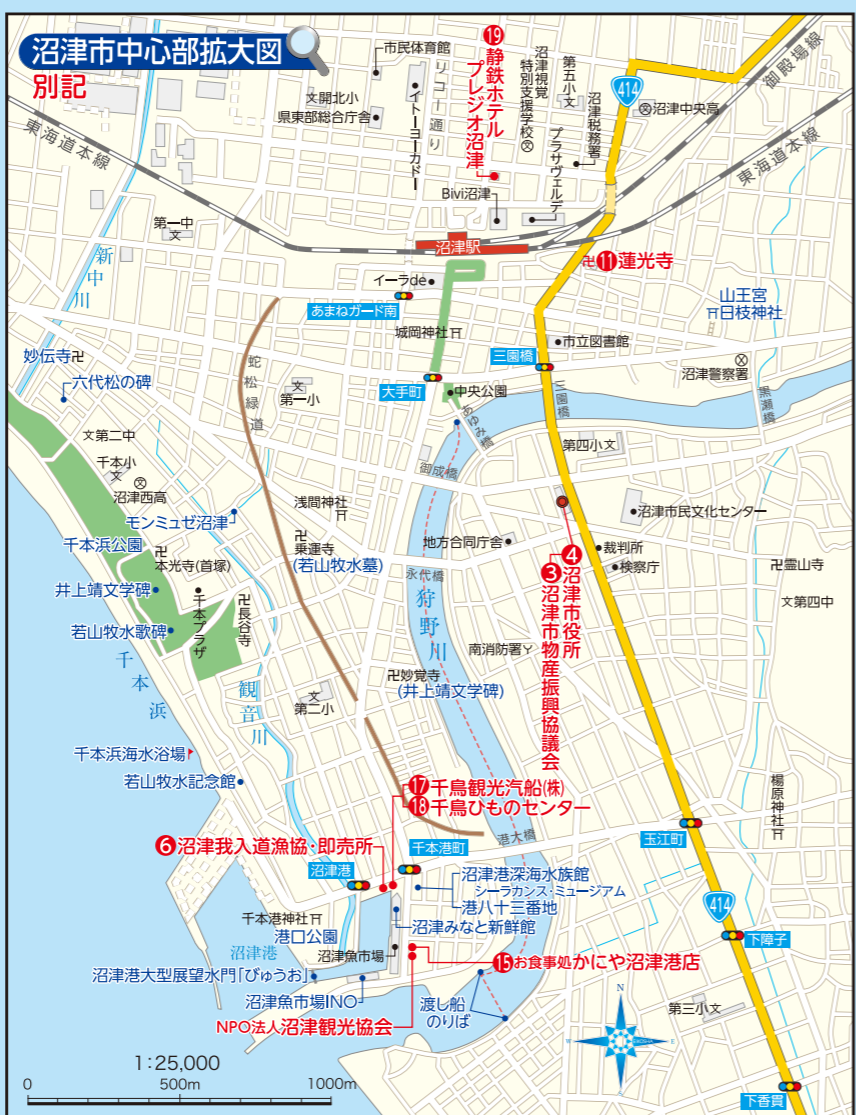 沼津市中心部拡大図
別記
⑲静鉄ホテル
プレジオ沼津
市民体育館
リコー通り
イトーヨーカドー
文開北小
県東部総合庁舎
沼津視覚
特別支援学校
第五小文
沼津税務署
プラサヴェルデ
414
沼津中央高
御殿場線
東海道本線
東海道本線
Bivi沼津
第一中
文
沼津駅
新中川
卍⑪蓮光寺
イーラde
あまねガード南
城岡神社
山王宮
日枝神社
市立図書館
三園橋
三園橋
沼津警察署
黒瀬橋
妙伝寺卍
六代松の碑
蛇松緑道
文
第一小
大手町
中央公園
あゆみ橋
御成橋
第四小文
文第二中
千本小
文
沼津西高
モンミュゼ沼津
浅間神社
沼津市民文化センター
千本浜公園
卍
本光寺(首塚)
卍
乗運寺
(若山牧水墓)
地方合同庁舎
裁判所
検察庁
卍霊山寺
永代橋
④沼津市役所
③沼津市物産振興協議会
井上靖文学碑
若山牧水歌碑
千本プラザ
卍長谷寺
狩野川
文第四中
南消防署
千本浜
観音川
文
第二小
卍妙覚寺
(井上靖文学碑)
千本浜海水浴場
若山牧水記念館
⑰千鳥観光汽船(株)
⑱千鳥ひものセンター
楊原神社
⑥沼津我入道漁協・即売所
千本港町
港大橋
玉江町
沼津港
沼津港深海水族館
シーラカンス・ミュージアム
港八十三番地
414
千本港神社
港口公園
沼津みなと新鮮館
下障子
沼津港
沼津魚市場
⑮お食事処かにや沼津港店
沼津港大型展望水門「びゅうお」
沼津魚市場INO
渡し船
のりば
第三小文
NPO法人沼津観光協会
N
W
E
S
1:25,000
0 500m 1000m
下香貫